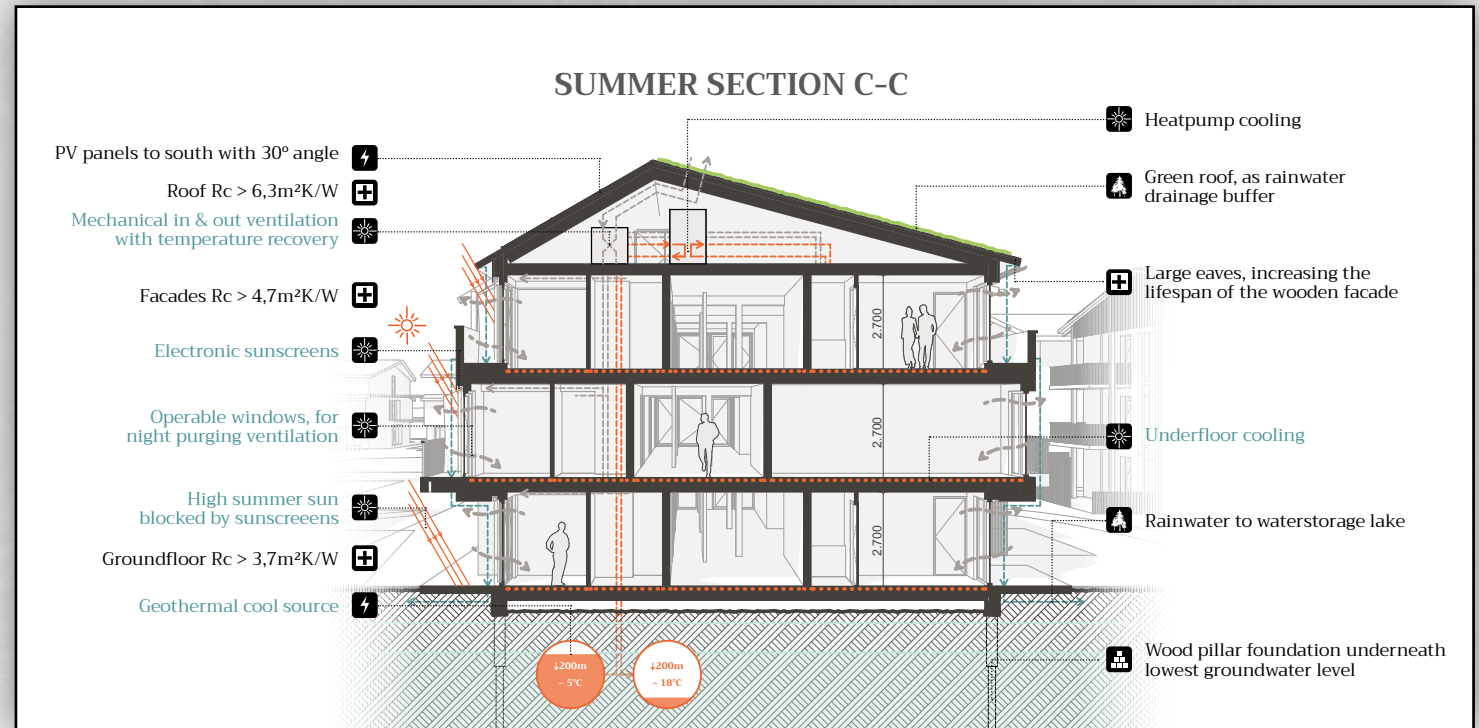 SUMMER SECTION C-C
PV panels to south with 30º angle
Roof Rc > 6,3m²K/W
Mechanical in & out ventilation
with temperature recovery
Facades Rc > 4,7m²K/W
Electronic sunscreens
Operable windows, for
night purging ventilation
High summer sun
blocked by sunscreeens
Groundfloor Rc > 3,7m²K/W
Geothermal cool source
2.700
2.700
2.700
↓200m
~ 5°C
↓200m
~ 18°C
Heatpump cooling
Green roof, as rainwater
drainage buffer
Large eaves, increasing the
lifespan of the wooden facade
Underfloor cooling
Rainwater to waterstorage lake
Wood pillar foundation underneath
lowest groundwater level